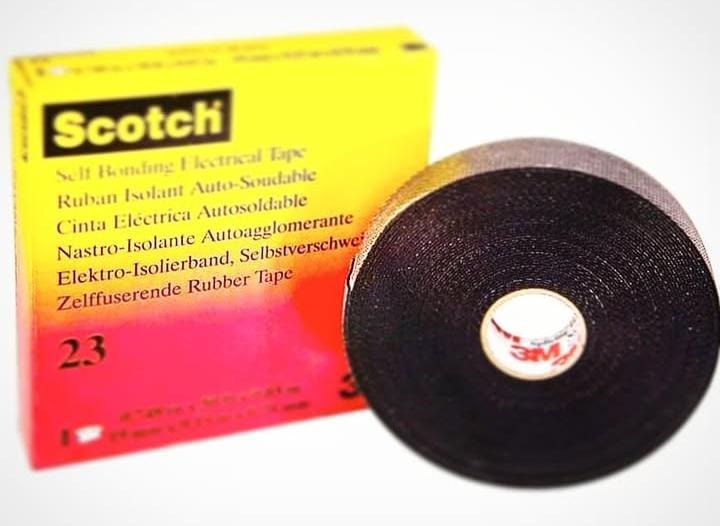 Scotch
Self Bonding Electrical Tape
Ruban Isolant Auto-Soudable
Cinta Eléctrica Autosoldable
Nastro-Isolante Autoagglomerante
Elektro-Isolierband, Selbstverschwei
Zelffuserende Rubber Tape
23
3M